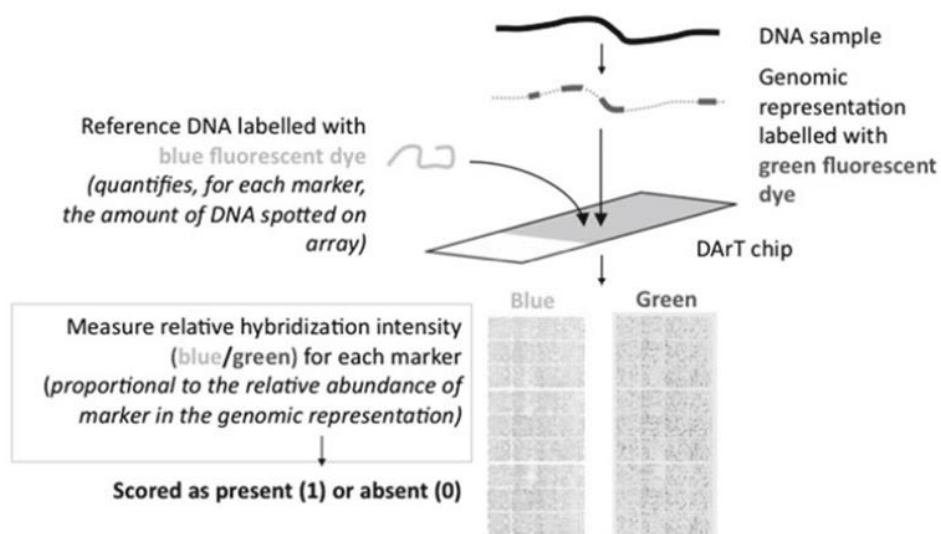 DNA sample
Genomic
representation
labelled with
green fluorescent
dye
Reference DNA labelled with
blue fluorescent dye
(quantifies, for each marker,
the amount of DNA spotted on
array)
DArT chip
Blue
Green
Measure relative hybridization intensity
(blue/green) for each marker
(proportional to the relative abundance of
marker in the genomic representation)
Scored as present (1) or absent (0)